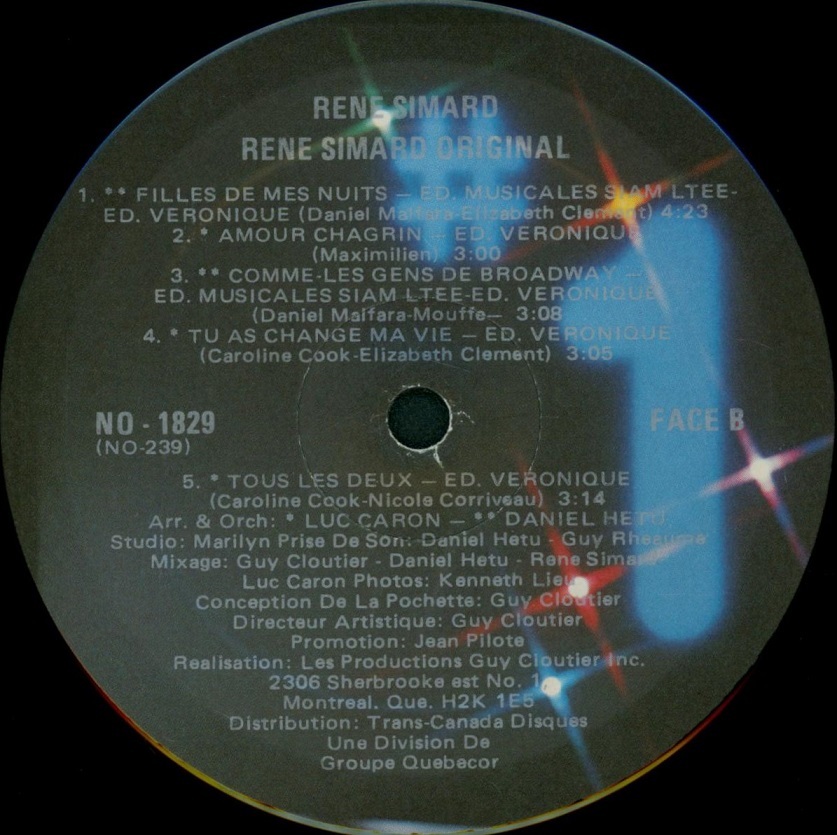 RENE SIMARD
RENE SIMARD ORIGINAL
1. ** FILLES DE MES NUITS — ED. MUSICALES SIAM LTEE-
ED. VERONIQUE (Daniel Malfara-Elizabeth Clement) 4:23
2. * AMOUR CHAGRIN — ED. VERONIQUE
(Maximilien) 3:00
3. ** COMME-LES GENS DE BROADWAY —
ED. MUSICALES SIAM LTEE-ED. VERONIQUE
(Daniel Malfara-Mouffe— 3:08
4. * TU AS CHANGE MA VIE — ED. VERONIQUE
(Caroline Cook-Elizabeth Clement) 3:05
NO - 1829
(NO-239)
FACE B
#1
5. * TOUS LES DEUX — ED. VERONIQUE
(Caroline Cook-Nicole Corriveau) 3:14
Arr. & Orch: * LUC CARON — ** DANIEL HETU
Studio: Marilyn Prise De Son: Daniel Hetu - Guy Rheaume
Mixage: Guy Cloutier - Daniel Hetu - Rene Simard
Luc Caron Photos: Kenneth Lieu
Conception De La Pochette: Guy Cloutier
Directeur Artistique: Guy Cloutier
Promotion: Jean Pilote
Realisation: Les Productions Guy Cloutier Inc.
2306 Sherbrooke est No. 1,
Montreal. Que. H2K 1E5
Distribution: Trans-Canada Disques
Une Division De
Groupe Quebecor